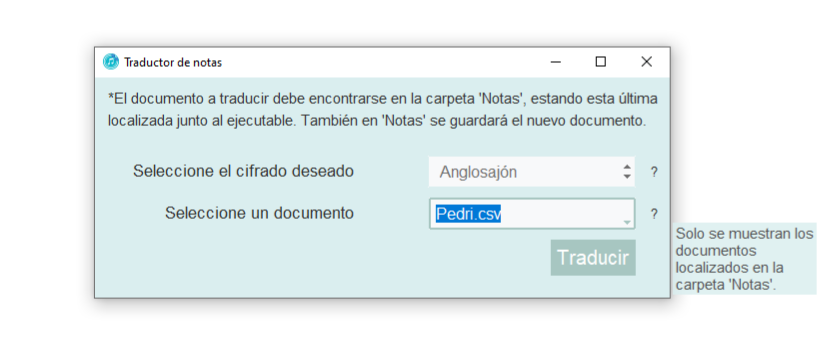 Traductor de notas
*El documento a traducir debe encontrarse en la carpeta 'Notas', estando esta última
localizada junto al ejecutable. También en 'Notas' se guardará el nuevo documento.
Seleccione el cifrado deseado Anglosajón ?
Seleccione un documento Pedri.csv ?
Traducir
Solo se muestran los
documentos
localizados en la
carpeta 'Notas'.